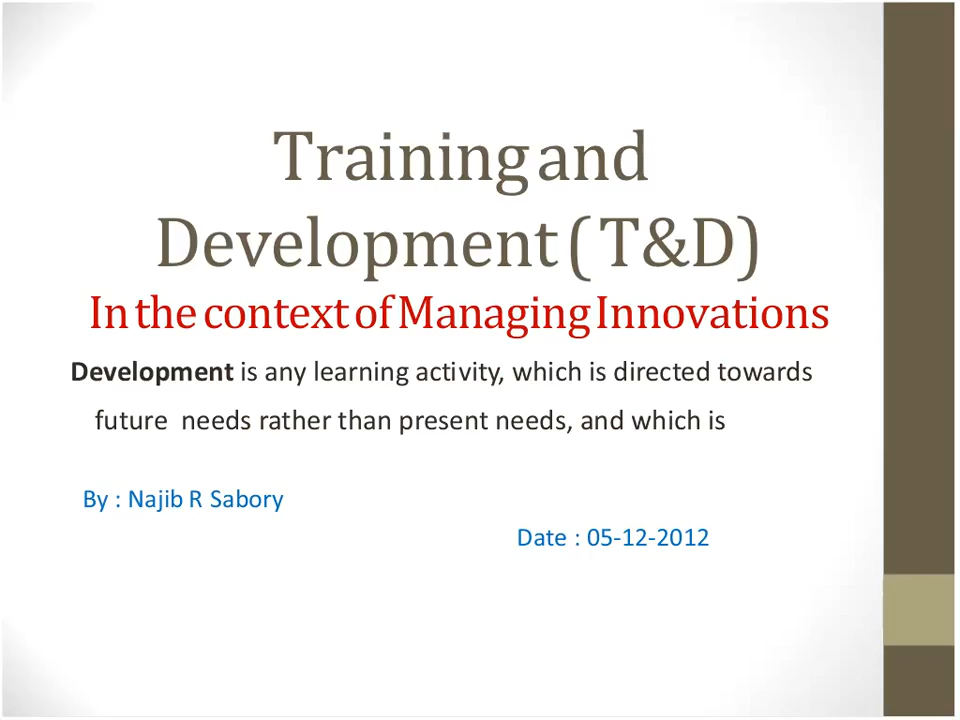 Training and
Development ( T&D)
In the context of Managing Innovations
Development is any learning activity, which is directed towards
future needs rather than present needs, and which is
By : Najib R Sabory
Date : 05-12-2012